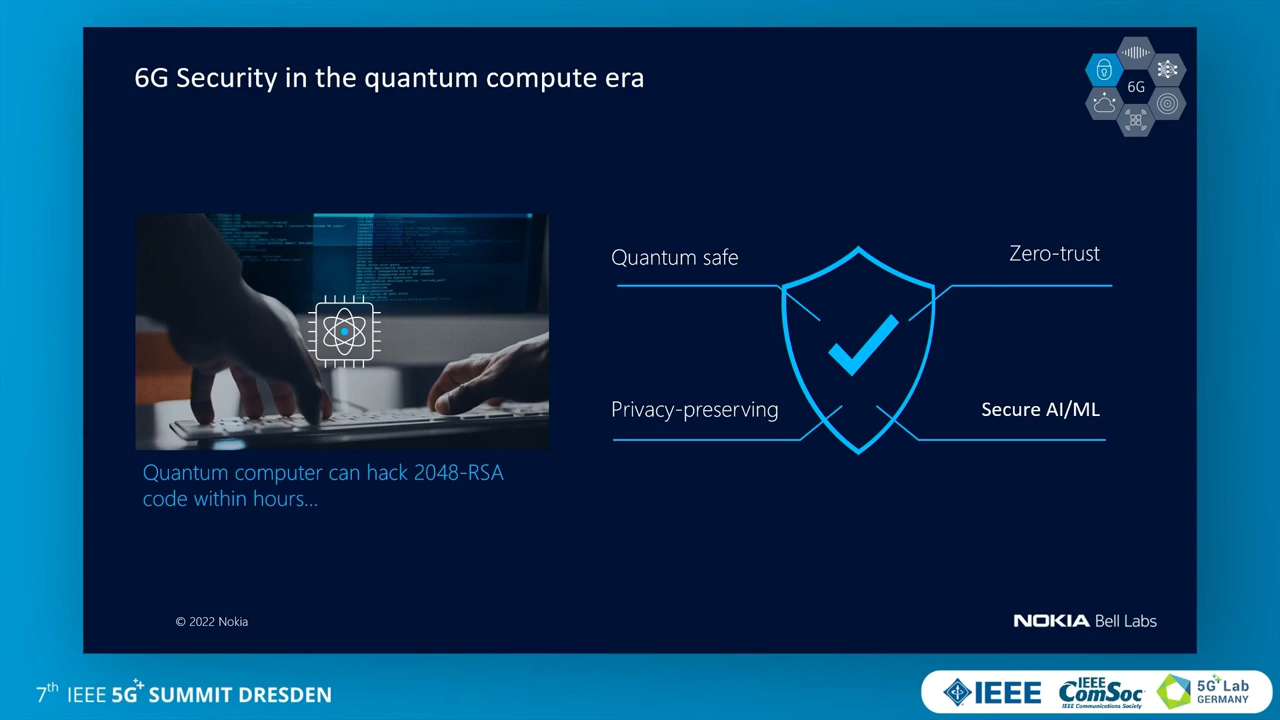 6G Security in the quantum compute era
6G
Quantum safe
Zero-trust
Privacy-preserving
Secure AI/ML
Quantum computer can hack 2048-RSA
code within hours...
© 2022 Nokia
NOKIA Bell Labs
7th IEEE 5G++ SUMMIT DRESDEN
IEEE
IEEE
ComSoc
IEEE Communications Society
5G++ Lab
GERMANY